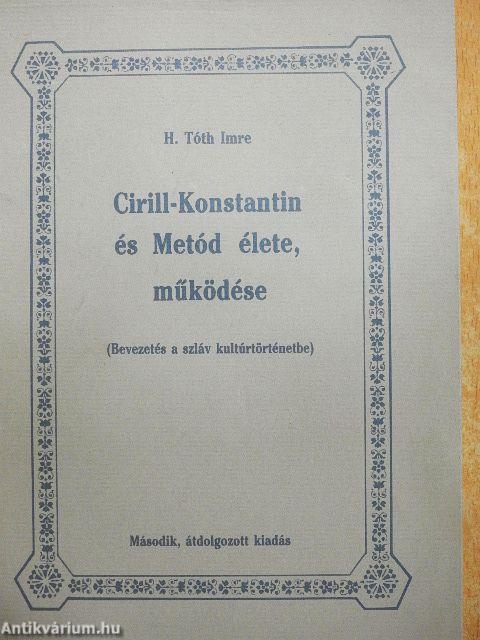 H. Tóth Imre
Cirill-Konstantin
és Metód élete,
működése
(Bevezetés a szláv kultúrtörténetbe)
Második, átdolgozott kiadás
Antikvárium.hu